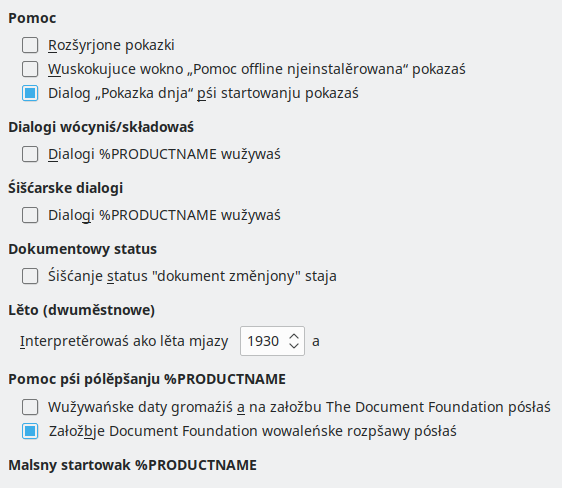 Pomoc
Rozšyrjone pokazki
Wuskokujuce wokno „Pomoc offline njeinstalěrowana“ pokazaś
Dialog „Pokazka dnja“ pśi startowanju pokazaś
Dialogi wócyniś/składowaś
Dialogi %PRODUCTNAME wužywaś
Śišćarske dialogi
Dialogi %PRODUCTNAME wužywaś
Dokumentowy status
Śišćanje status "dokument změnjony" staja
Lěto (dwuměstnowe)
Interpretěrowaś ako lěta mjazy 1930 a
Pomoc pśi pólěpšanju %PRODUCTNAME
Wužywańske daty gromaźiś a na załožbu The Document Foundation pósłaś
Załožbje Document Foundation wowaleńske rozpšawy pósłaś
Malsny startowak %PRODUCTNAME